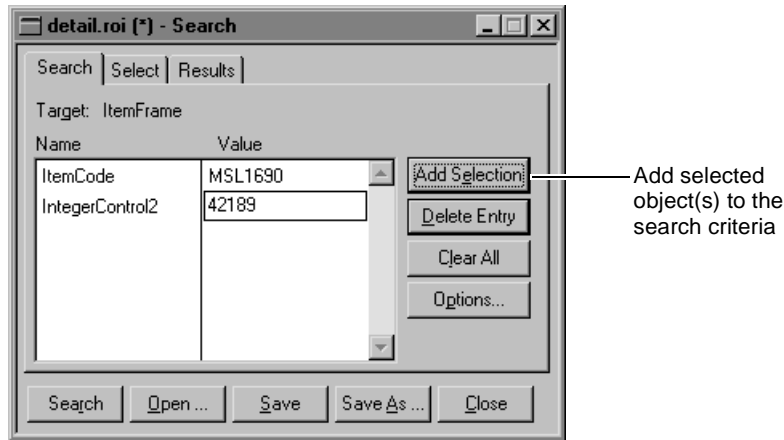 detail.roi (*) - Search
Search Select Results
Target: ItemFrame
Name Value
ItemCode MSL1690
IntegerControl2 42189
Add Selection
Delete Entry
Clear All
Options...
Add selected
object(s) to the
search criteria
Search Open ... Save Save As ... Close